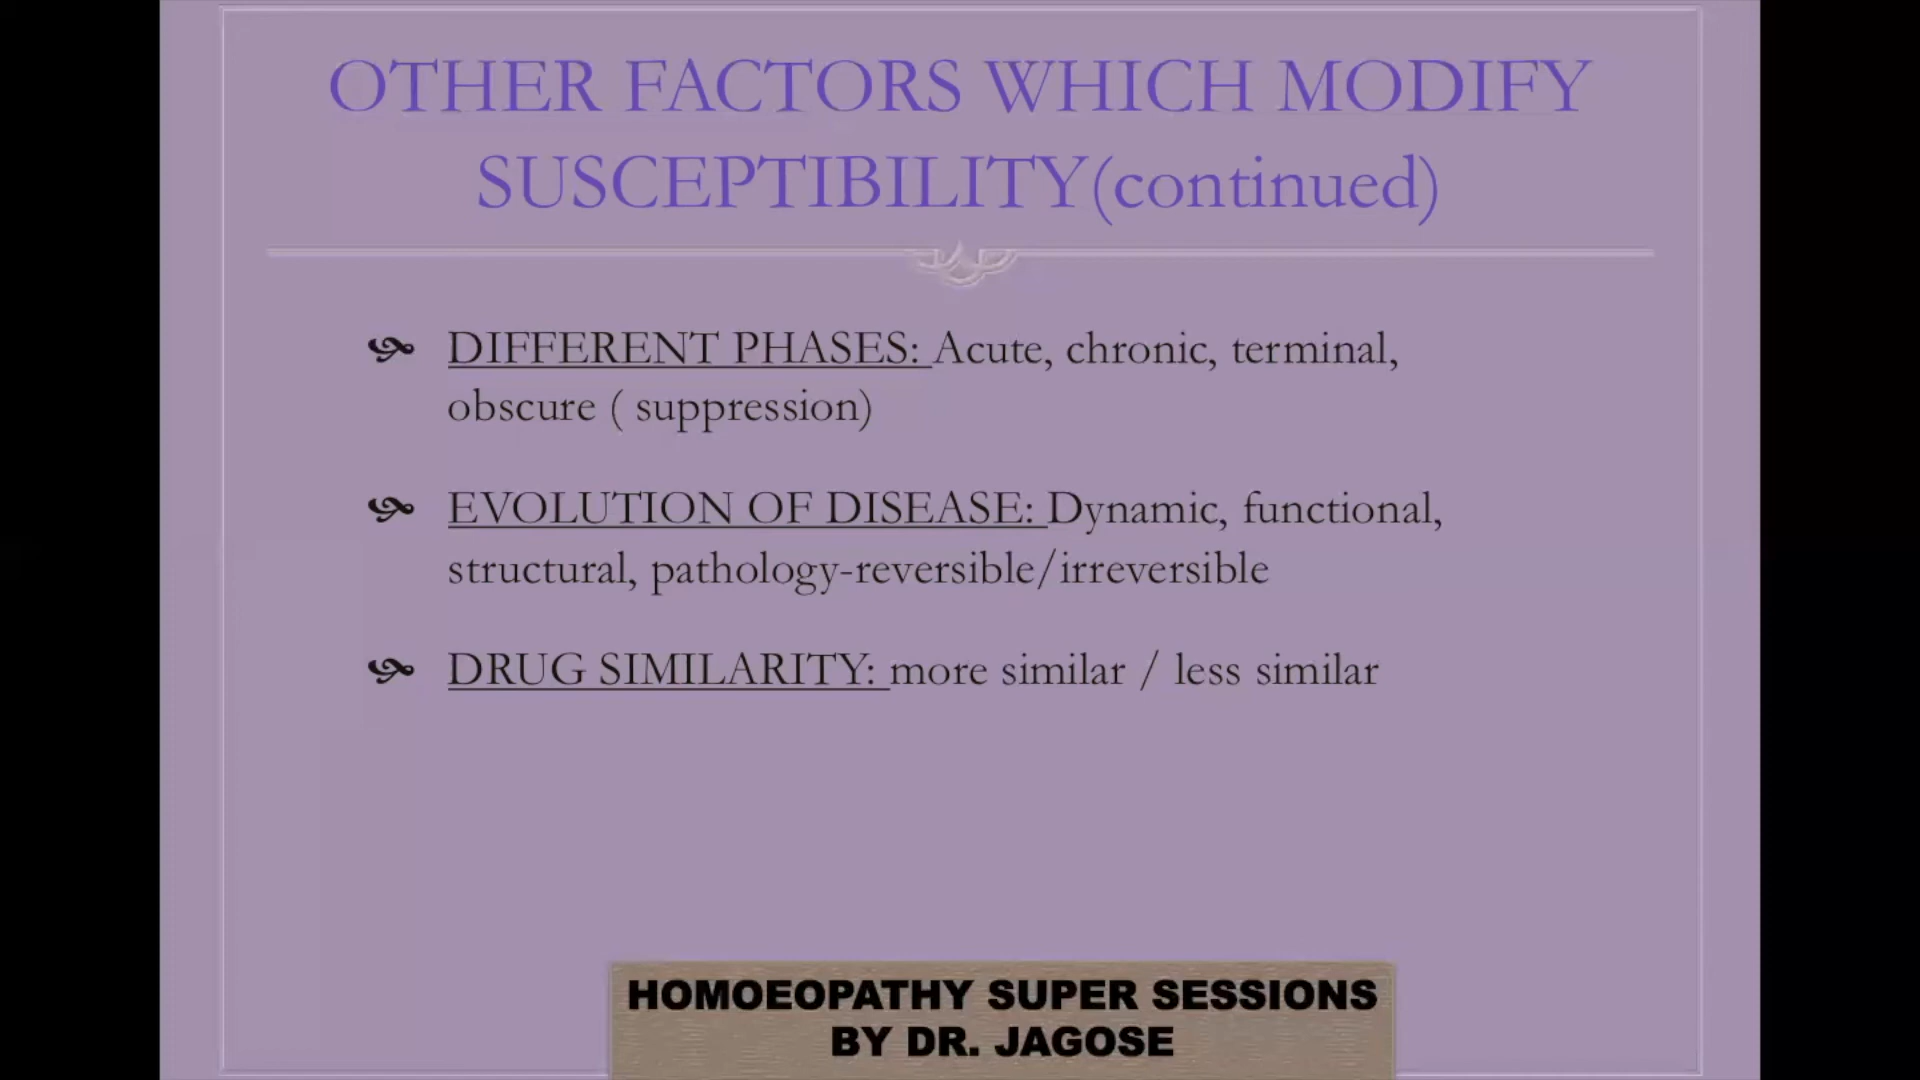 OTHER FACTORS WHICH MODIFY
SUSCEPTIBILITY(continued)
DIFFERENT PHASES: Acute, chronic, terminal,
obscure ( suppression)
EVOLUTION OF DISEASE: Dynamic, functional,
structural, pathology-reversible/irreversible
DRUG SIMILARITY: more similar / less similar
HOMOEOPATHY SUPER SESSIONS
BY DR. JAGOSE